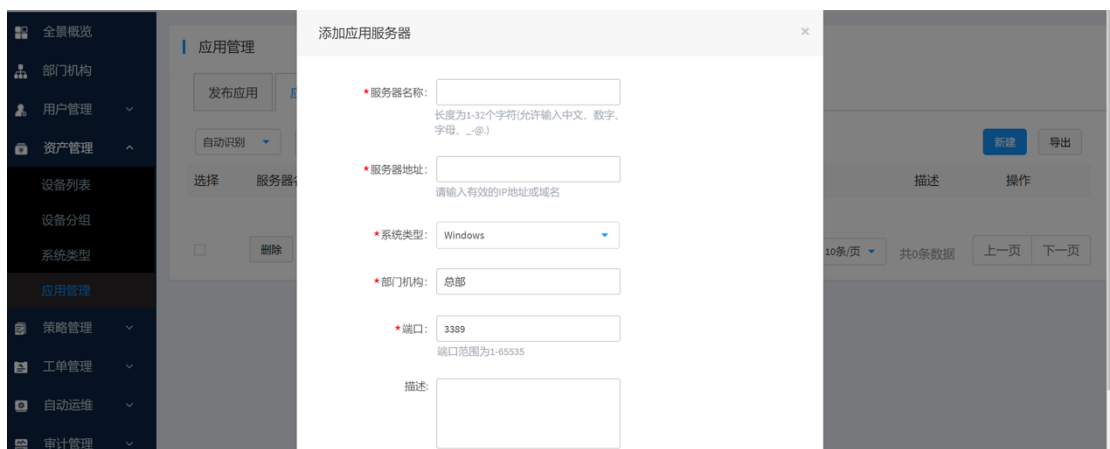 全景概览
部门机构
用户管理
资产管理
设备列表
设备分组
系统类型
应用管理
策略管理
工单管理
自动运维
审计管理
应用管理
发布应用
自动识别
选择
服务器
删除
添加应用服务器
×
*服务器名称:
长度为1-32个字符(允许输入中文、数字、
字母、_-@.)
*服务器地址:
请输入有效的IP地址或域名
*系统类型: Windows
*部门机构: 总部
*端口: 3389
端口范围为1-65535
描述:
新建 导出
描述 操作
10条/页 共0条数据 上一页 下一页